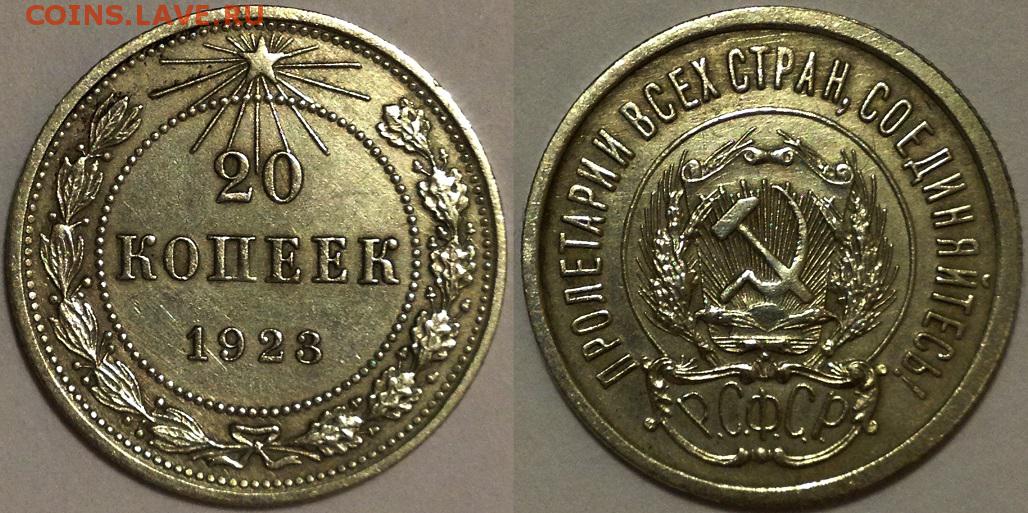 COINS.LAVE.RU
20
КОПЕЕК
1923
ПРОЛЕТАРИИ ВСЕХ СТРАН, СОЕДИНЯЙТЕСЬ!
Р.С.Ф.С.Р.